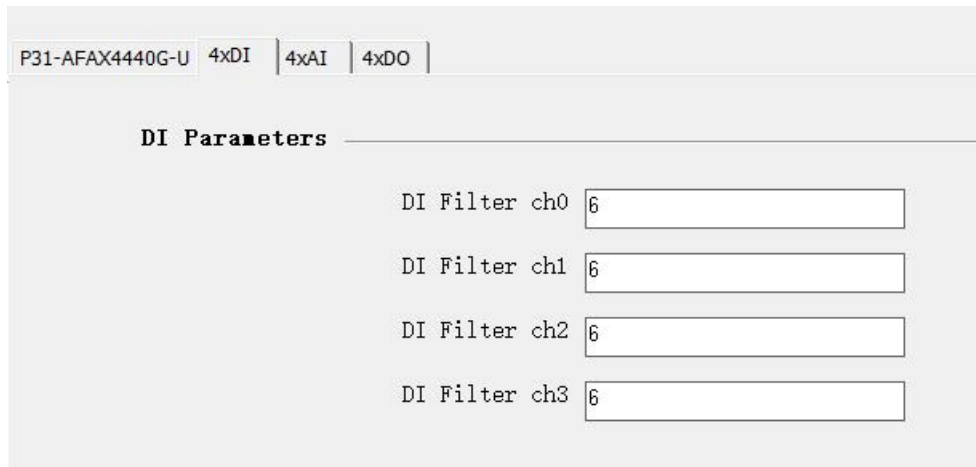 P31-AFAX4440G-U 4xDI 4xAI 4xDO
DI Parameters
DI Filter ch0 6
DI Filter ch1 6
DI Filter ch2 6
DI Filter ch3 6